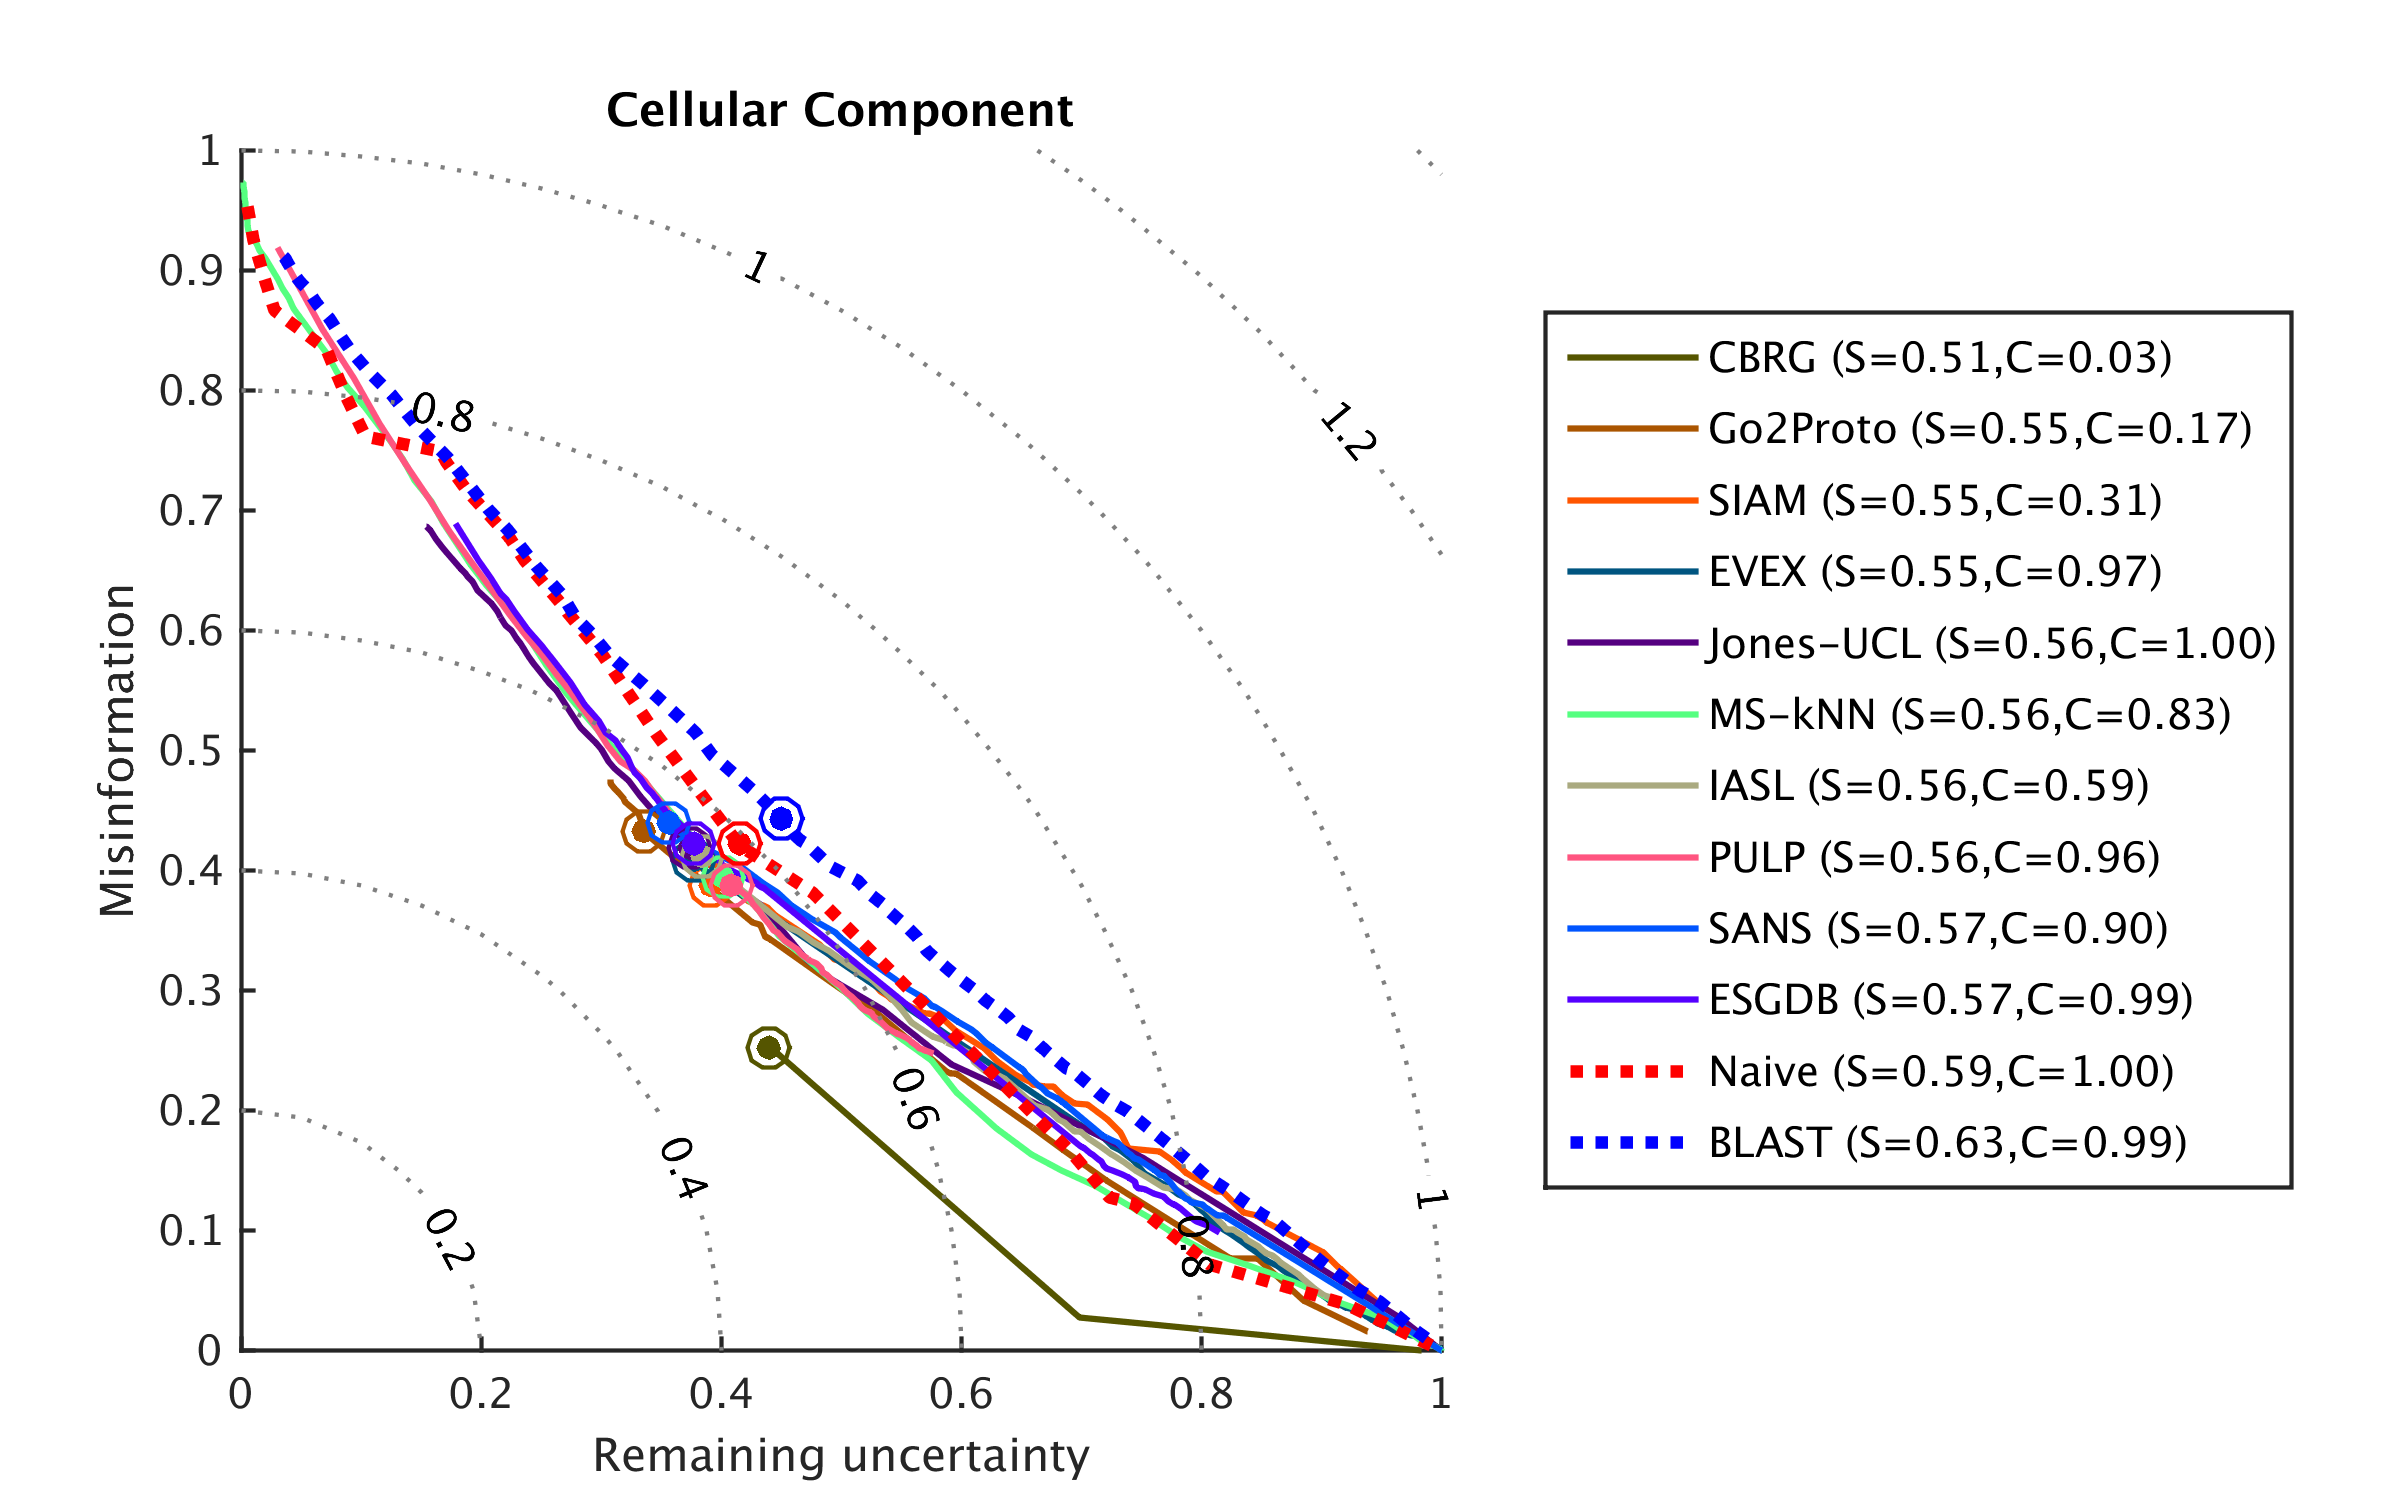 Cellular Component
1
0.9
0.8
0.7
0.6
0.5
0.4
0.3
0.2
0.1
0
Misinformation
0
0.2
0.4
0.6
0.8
1
Remaining uncertainty
1
0.8
1.2
0.6
0.4
0.2
0.8
1
CBRG (S=0.51,C=0.03)
Go2Proto (S=0.55,C=0.17)
SIAM (S=0.55,C=0.31)
EVEX (S=0.55,C=0.97)
Jones-UCL (S=0.56,C=1.00)
MS-kNN (S=0.56,C=0.83)
IASL (S=0.56,C=0.59)
PULP (S=0.56,C=0.96)
SANS (S=0.57,C=0.90)
ESGDB (S=0.57,C=0.99)
Naive (S=0.59,C=1.00)
BLAST (S=0.63,C=0.99)